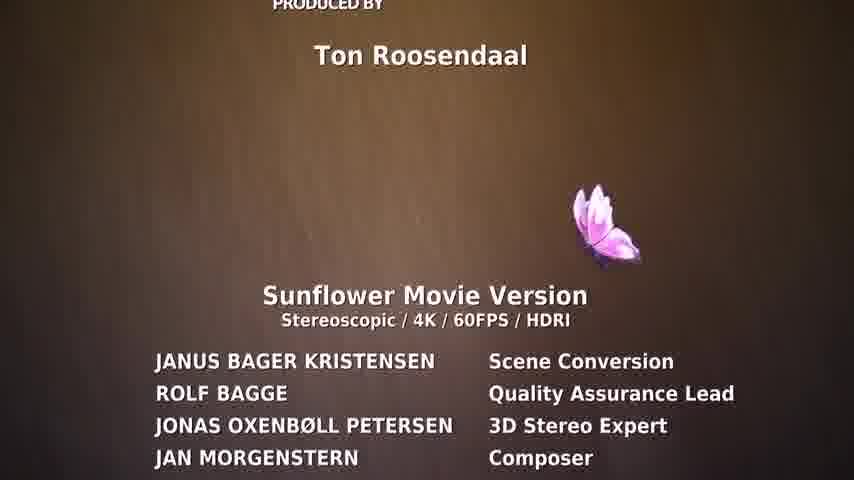 PRODUCED BY
Ton Roosendaal
Sunflower Movie Version
Stereoscopic / 4K / 60FPS / HDRI
JANUS BAGER KRISTENSEN Scene Conversion
ROLF BAGGE Quality Assurance Lead
JONAS OXENBØLL PETERSEN 3D Stereo Expert
JAN MORGENSTERN Composer